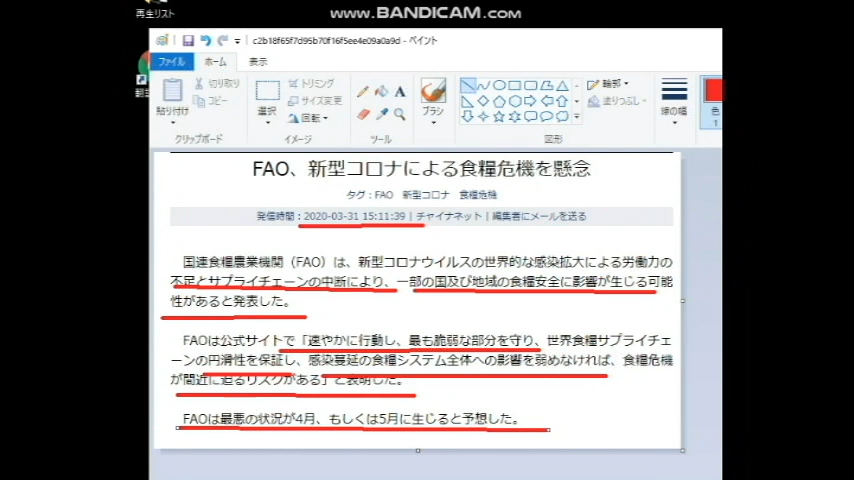 再生リスト
www.BANDICAM.com
c2b18f65f7d95b70f16f5ee4e09a0a9d - ペイント
ファイル ホーム 表示
貼り付け
切り取り
コピー
クリップボード
選択
トリミング
サイズ変更
回転
イメージ
A
ツール
ブラシ
輪郭
塗りつぶし
図形
線の幅
色
1
FAO、新型コロナによる食糧危機を懸念
タグ：FAO 新型コロナ 食糧危機
発信時間：2020-03-31 15:11:39 | チャイナネット | 編集者にメールを送る
国連食糧農業機関（FAO）は、新型コロナウイルスの世界的な感染拡大による労働力の
不足とサプライチェーンの中断により、一部の国及び地域の食糧安全に影響が生じる可能
性があると発表した。
FAOは公式サイトで「速やかに行動し、最も脆弱な部分を守り、世界食糧サプライチェ
ーンの円滑性を保証し、感染蔓延の食糧システム全体への影響を弱めなければ、食糧危機
が間近に迫るリスクがある」と表明した。
FAOは最悪の状況が4月、もしくは5月に生じると予想した。